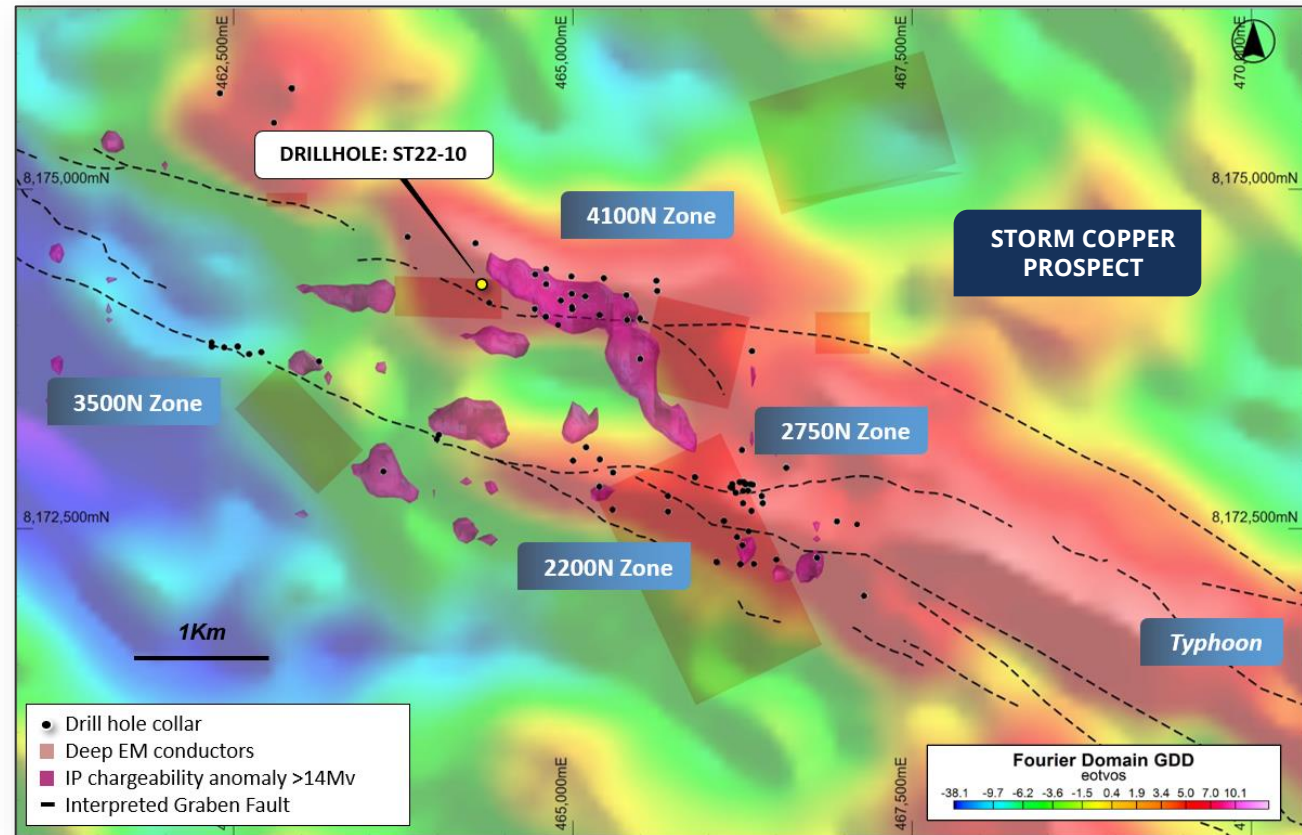 462,500mE
465,000mE
467,500mE
470,000mE
DRILLHOLE: ST22-10
8,175,000mN
8,175,000mN
4100N Zone
STORM COPPER
PROSPECT
3500N Zone
2750N Zone
8,172,500mN
8,172,500mN
2200N Zone
1Km
Typhoon
Drill hole collar
Deep EM conductors
IP chargeability anomaly >14Mv
Interpreted Graben Fault
465,000mE
467,500mE
Fourier Domain GDD
eotvos
-38.1 -9.7 -6.2 -3.6 -1.5 0.4 1.9 3.4 5.0 7.0 10.1